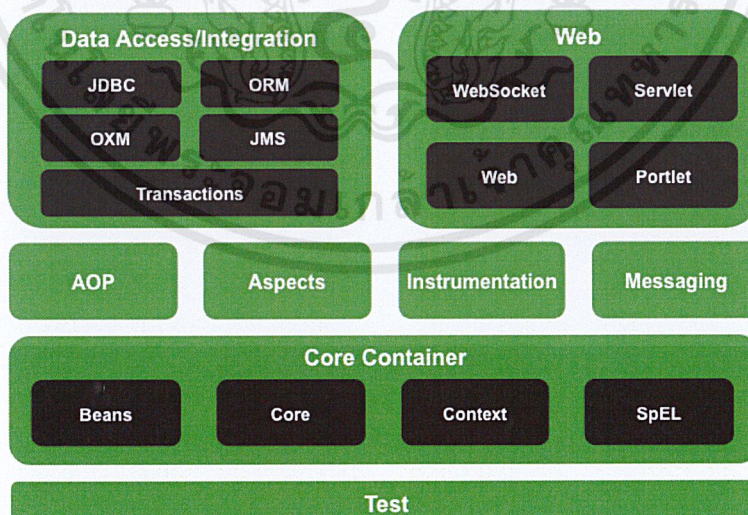 Data Access/Integration
JDBC ORM
OXM JMS
Transactions
Web
WebSocket Servlet
Web Portlet
AOP Aspects Instrumentation Messaging
Core Container
Beans Core Context SpEL
Test